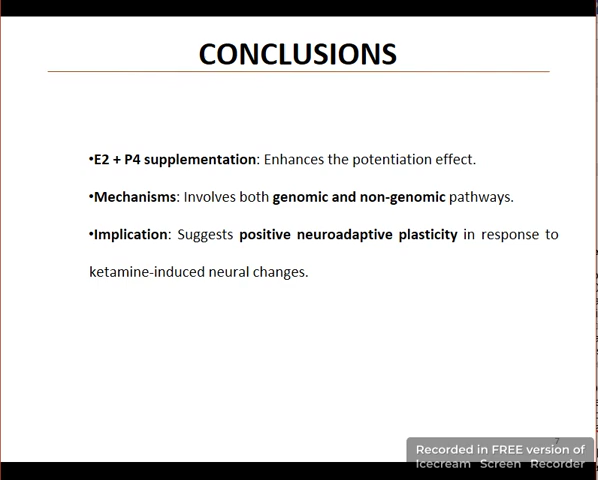 CONCLUSIONS
•E2 + P4 supplementation: Enhances the potentiation effect.
•Mechanisms: Involves both genomic and non-genomic pathways.
•Implication: Suggests positive neuroadaptive plasticity in response to
ketamine-induced neural changes.
7
Recorded in FREE version of
Icecream Screen Recorder